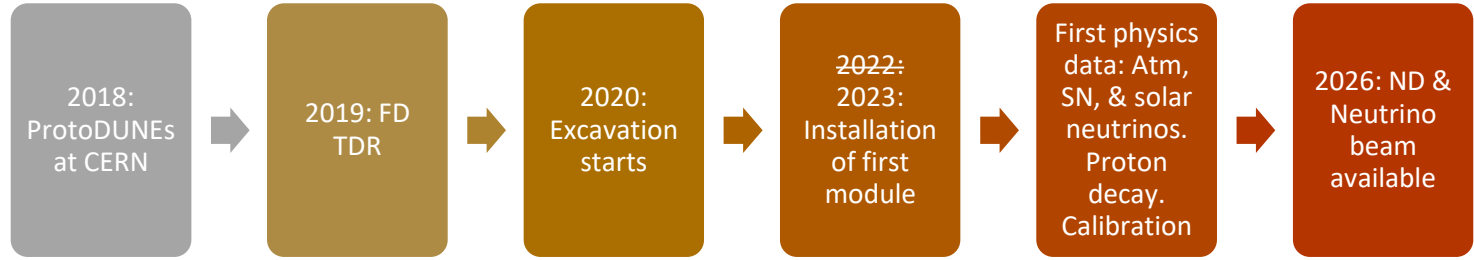 2018:
ProtoDUNEs
at CERN
2019: FD
TDR
2020:
Excavation
starts
2022:
2023:
Installation
of first
module
First physics
data: Atm,
SN, & solar
neutrinos.
Proton
decay.
Calibration
2026: ND &
Neutrino
beam
available